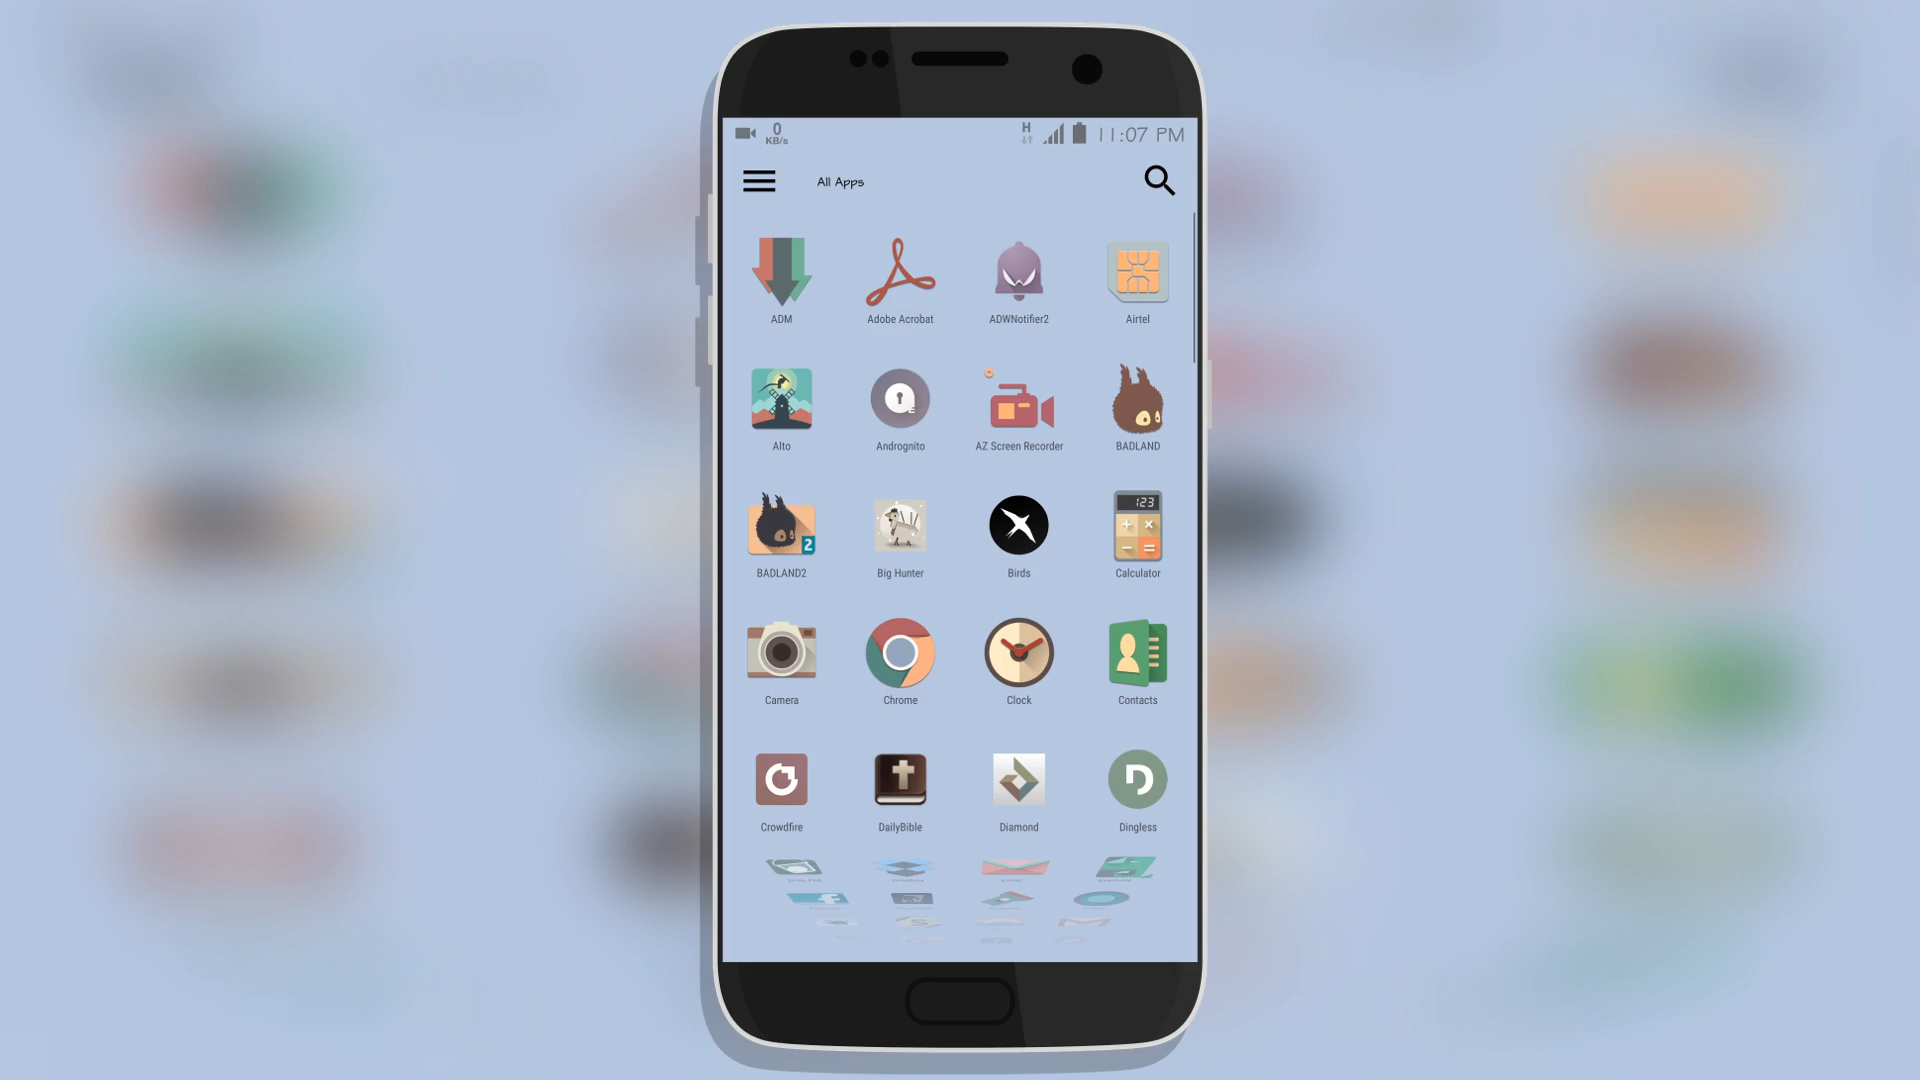 0
KB/s
H
11:07 PM
All Apps
ADM
Adobe Acrobat
ADWNotifier2
Airtel
Alto
Andrognito
AZ Screen Recorder
BADLAND
2
123
BADLAND2
Big Hunter
Birds
Calculator
Camera
Chrome
Clock
Contacts
Crowdfire
DailyBible
Diamond
Dingless